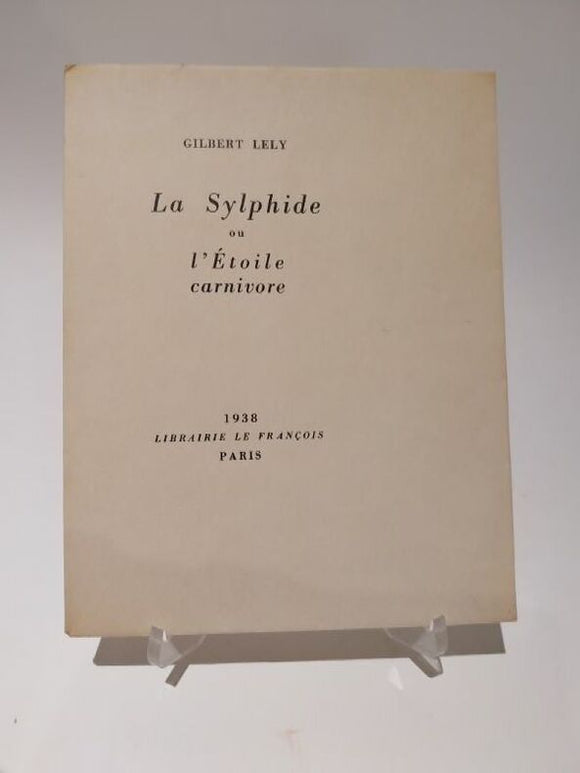 GILBERT LELY
La Sylphide
ou
l'Étoile
carnivore
1938
LIBRAIRIE LE FRANÇOIS
PARIS